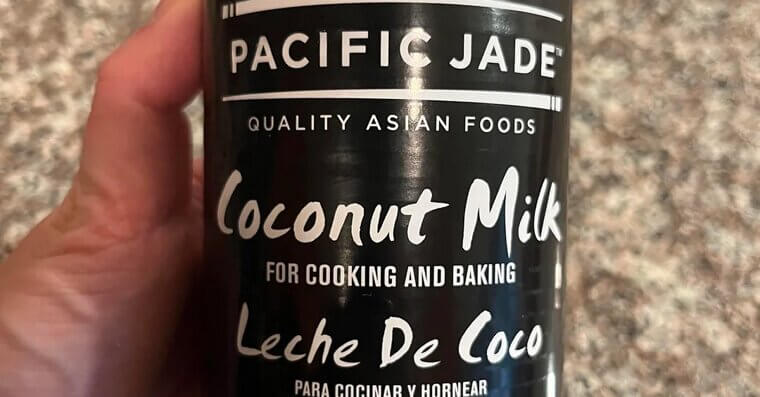 PACIFIC JADE™
QUALITY ASIAN FOODS
Coconut Milk
FOR COOKING AND BAKING
Leche De Coco
PARA COCINAR Y HORNEAR